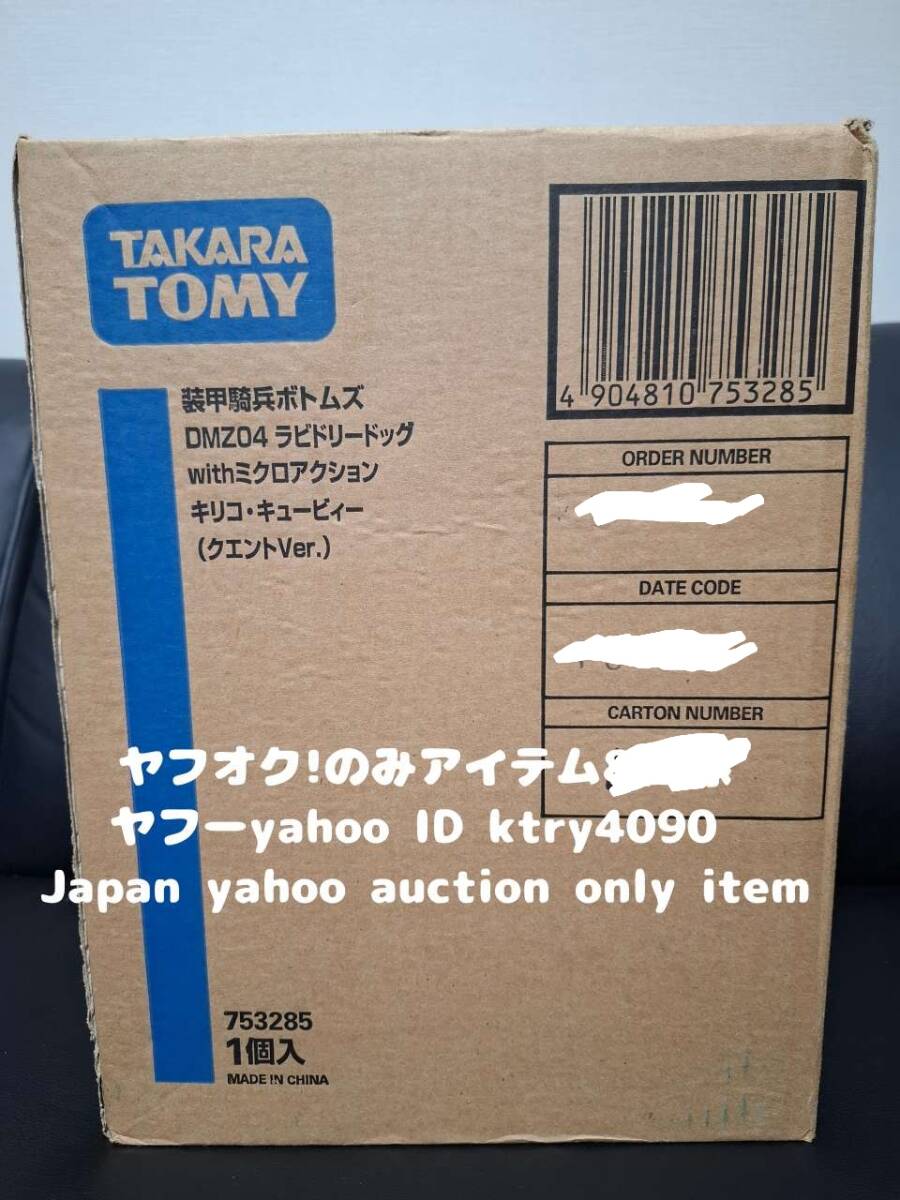 TAKARA
TOMY
装甲騎兵ボトムズ
DMZ04 ラビドリードッグ
withミクロアクション
キリコ・キュービィー
(クエントVer.)
4 904810 753285
ORDER NUMBER
DATE CODE
CARTON NUMBER
ヤフオク!のみアイテム&
ヤフーyahoo ID ktry4090
Japan yahoo auction only item
753285
1個入
MADE IN CHINA